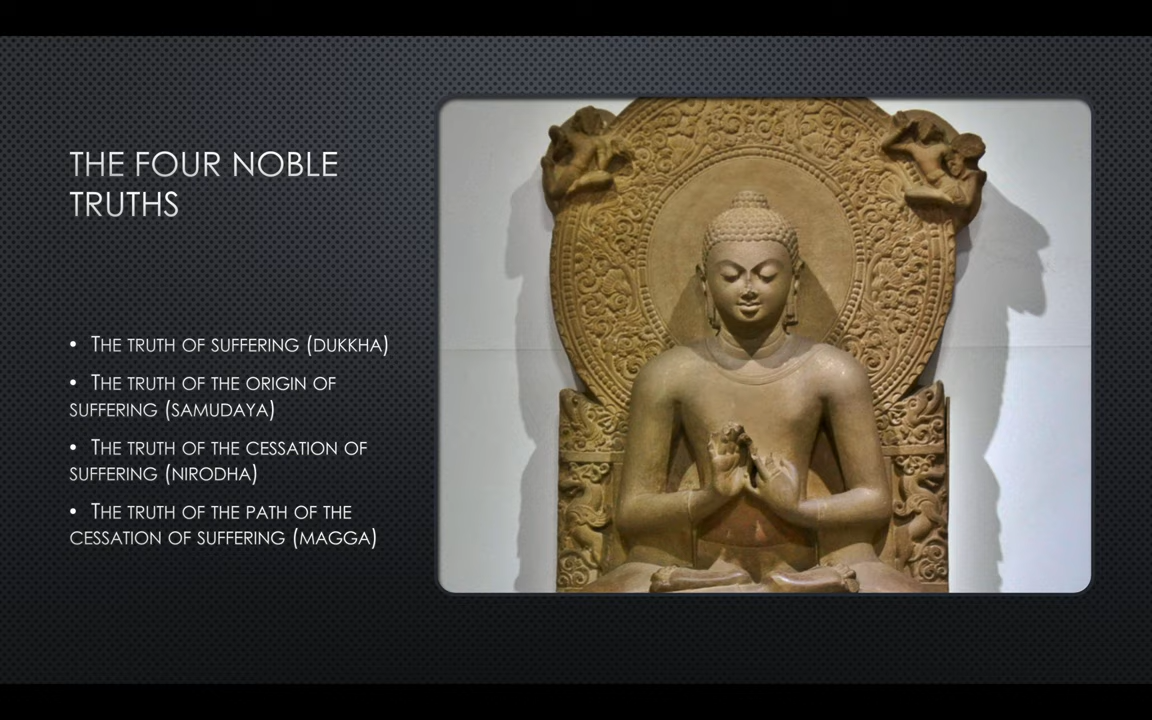 THE FOUR NOBLE
TRUTHS
• THE TRUTH OF SUFFERING (DUKKHA)
• THE TRUTH OF THE ORIGIN OF
SUFFERING (SAMUDAYA)
• THE TRUTH OF THE CESSATION OF
SUFFERING (NIRODHA)
• THE TRUTH OF THE PATH OF THE
CESSATION OF SUFFERING (MAGGA)